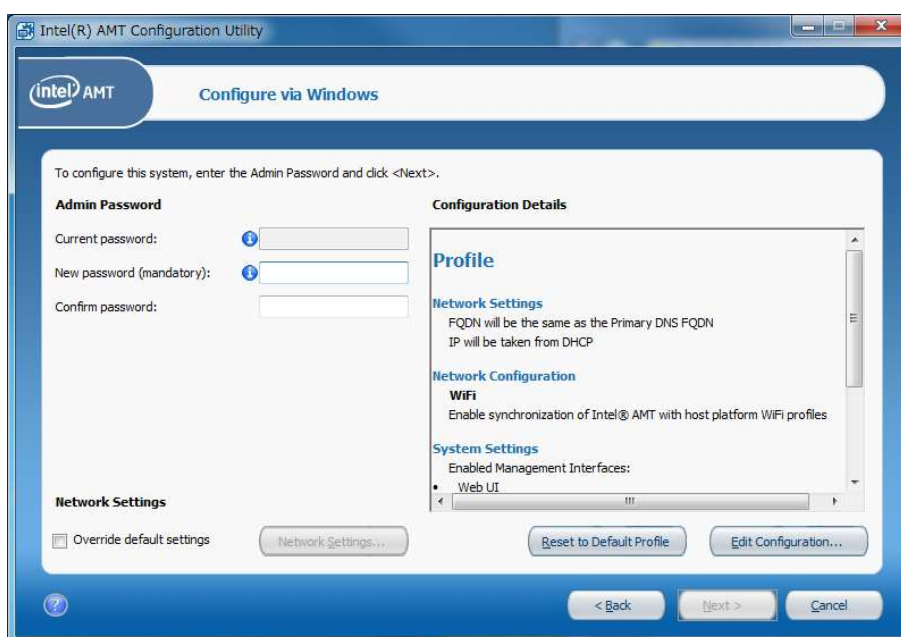 Intel(R) AMT Configuration Utility
intel AMT
Configure via Windows
To configure this system, enter the Admin Password and click <Next>.
Admin Password
Current password:
New password (mandatory):
Confirm password:
Network Settings
Override default settings
Network Settings...
Configuration Details
Profile
Network Settings
FQDN will be the same as the Primary DNS FQDN
IP will be taken from DHCP
Network Configuration
WiFi
Enable synchronization of Intel® AMT with host platform WiFi profiles
System Settings
Enabled Management Interfaces:
• Web UI
Reset to Default Profile
Edit Configuration...
?
< Back
Next >
Cancel